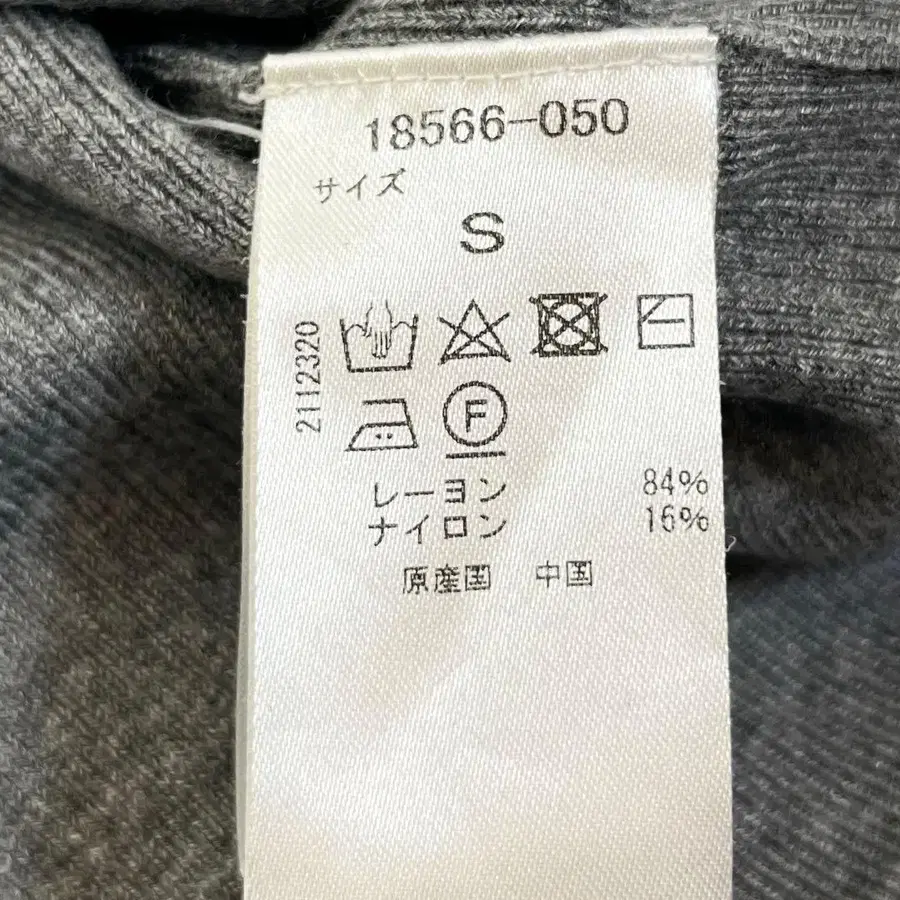 18566-050
サイズ
S
2112320
F
レーヨン 84%
ナイロン 16%
原産国 中国